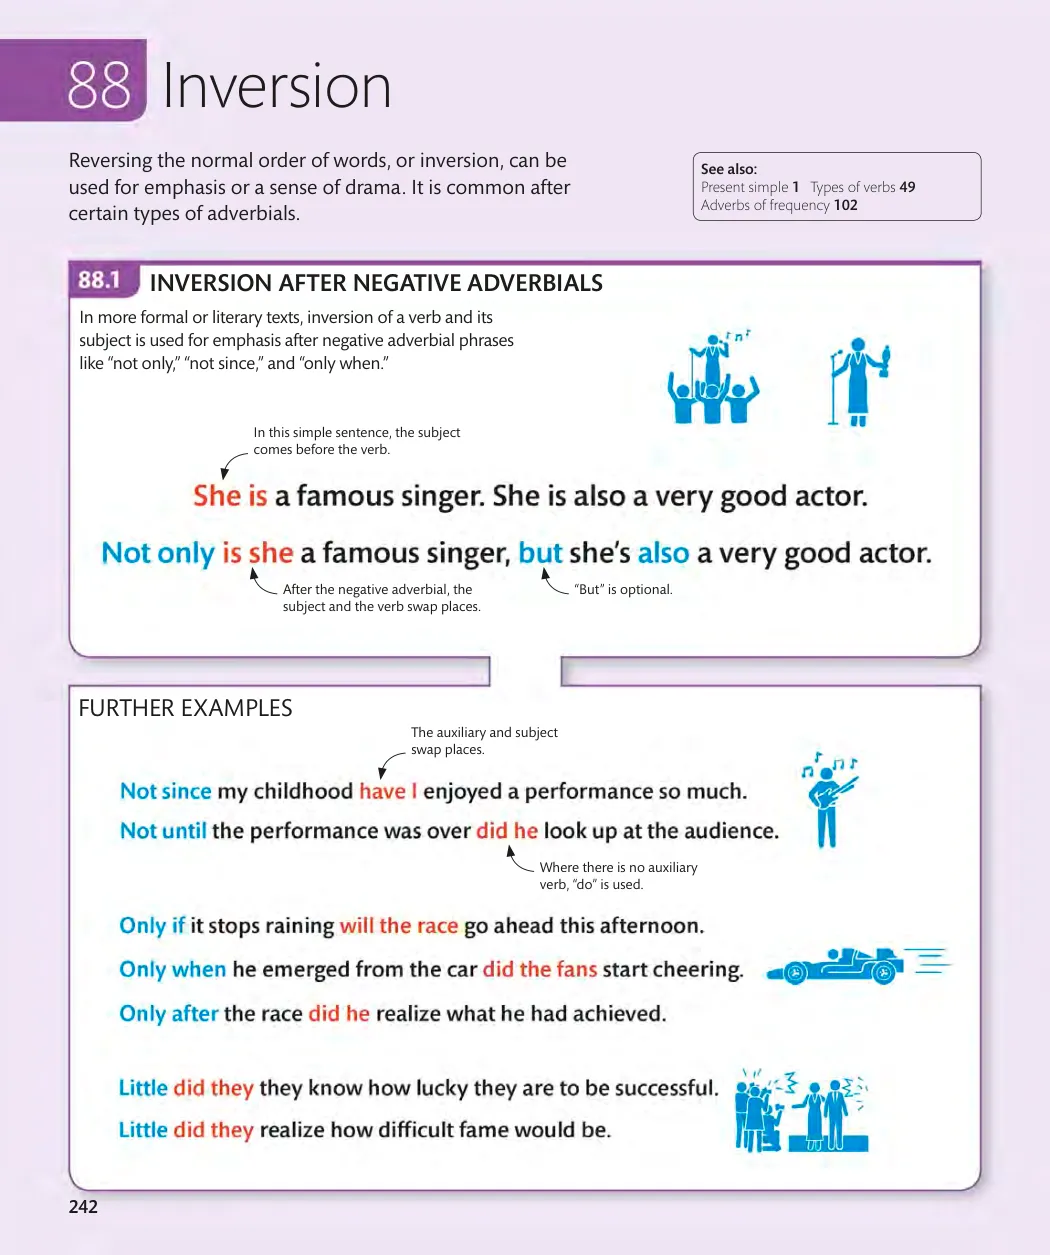 88 Inversion
Reversing the normal order of words, or inversion, can be
used for emphasis or a sense of drama. It is common after
certain types of adverbials.
See also:
Present simple 1 Types of verbs 49
Adverbs of frequency 102
88.1 INVERSION AFTER NEGATIVE ADVERBIALS
In more formal or literary texts, inversion of a verb and its
subject is used for emphasis after negative adverbial phrases
like “not only,” “not since,” and “only when.”
In this simple sentence, the subject
comes before the verb.
She is a famous singer. She is also a very good actor.
Not only is she a famous singer, but she’s also a very good actor.
After the negative adverbial, the
subject and the verb swap places.
“But” is optional.
FURTHER EXAMPLES
The auxiliary and subject
swap places.
Not since my childhood have I enjoyed a performance so much.
Not until the performance was over did he look up at the audience.
Where there is no auxiliary
verb, “do” is used.
Only if it stops raining will the race go ahead this afternoon.
Only when he emerged from the car did the fans start cheering.
Only after the race did he realize what he had achieved.
Little did they they know how lucky they are to be successful.
Little did they realize how difficult fame would be.
242